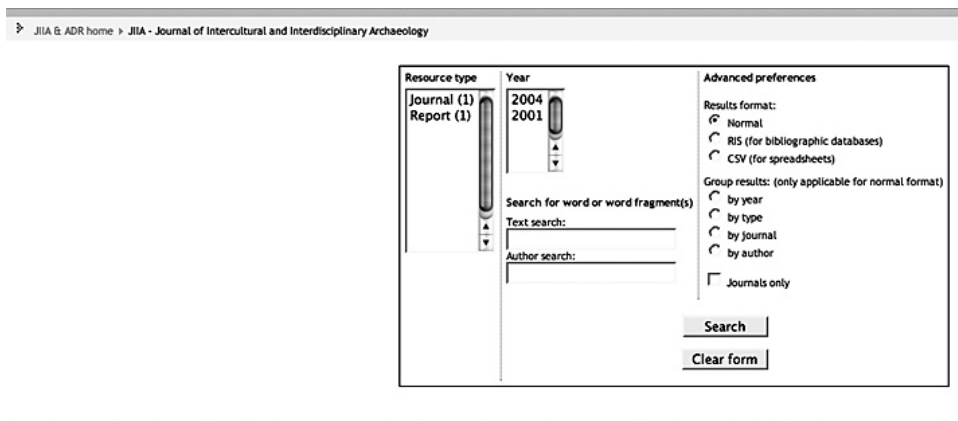 JIIA & ADR home JIIA - Journal of Intercultural and Interdisciplinary Archaeology
Resource type
Journal (1)
Report (1)
Year
2004
2001
Search for word or word fragment(s)
Text search:
Author search:
Advanced preferences
Results format:
Normal
RIS (for bibliographic databases)
CSV (for spreadsheets)
Group results: (only applicable for normal format)
by year
by type
by journal
by author
Journals only
Search
Clear form